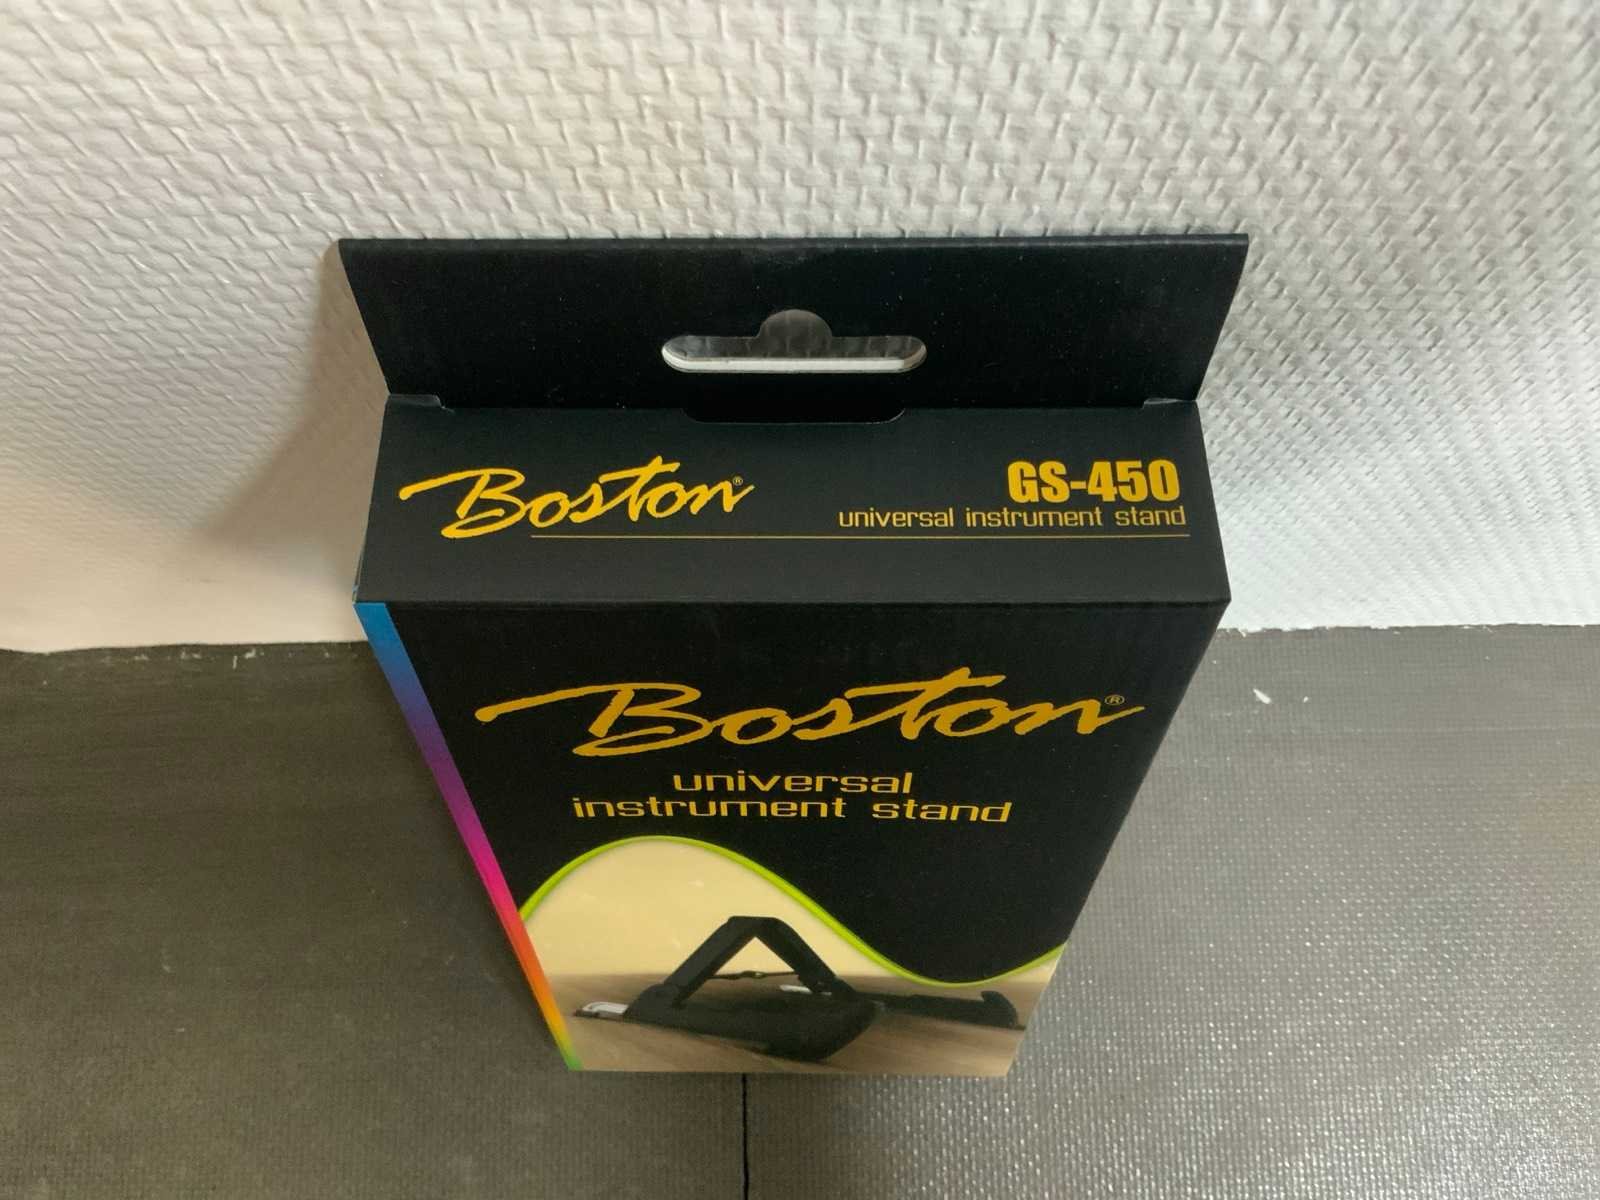 Boston®
GS-450
universal instrument stand
Boston®
universal
instrument stand